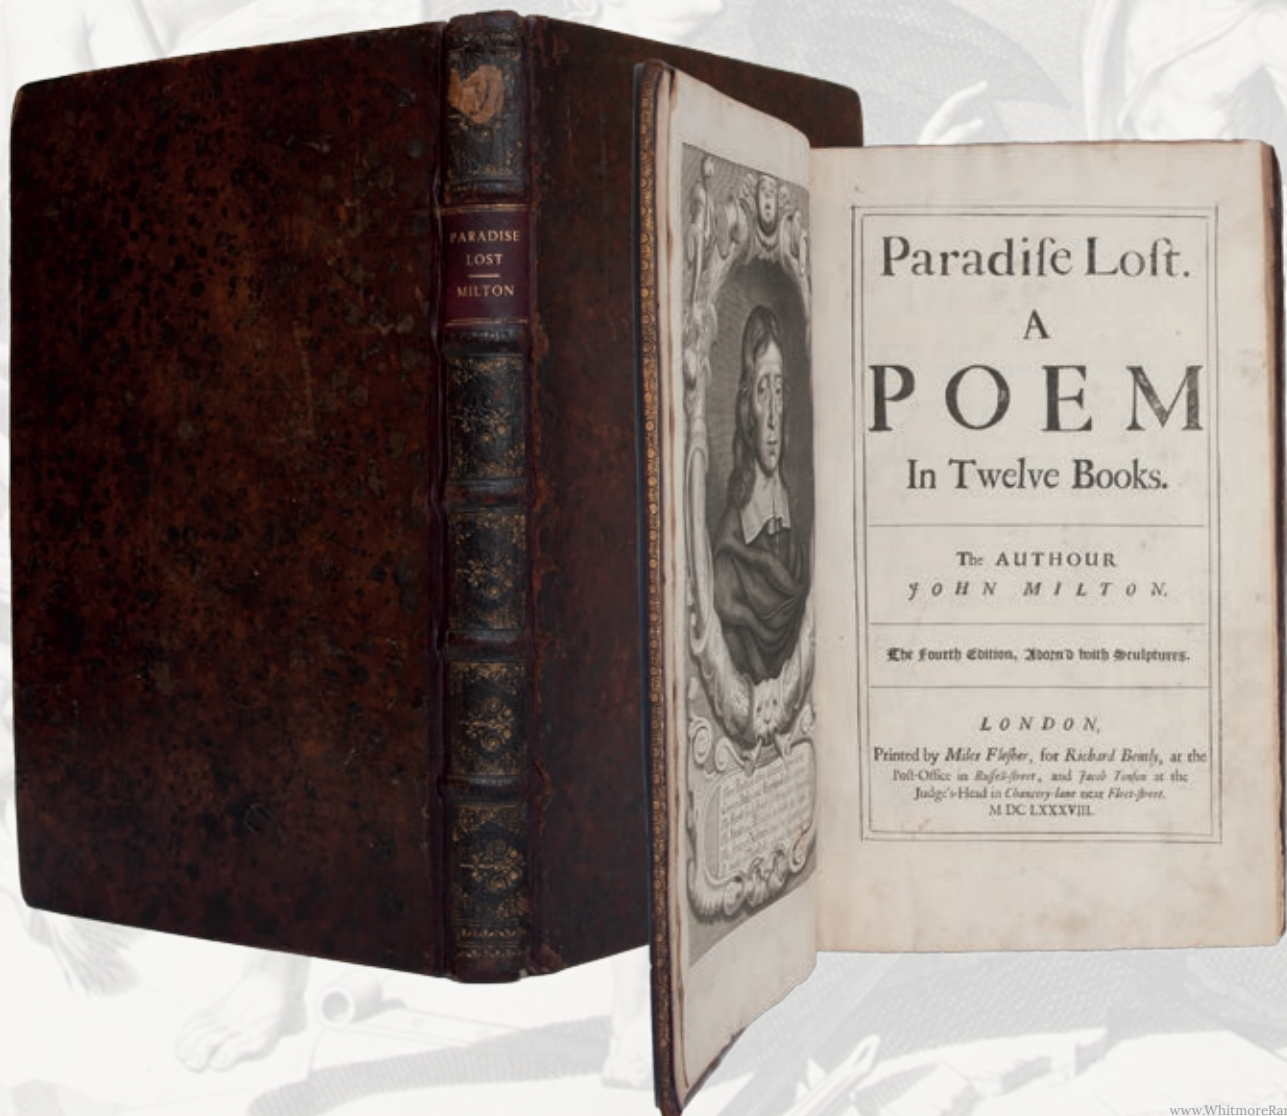 PARADISE
LOST
MILTON
Paradiſe Loſt.
A
POEM
In Twelve Books.
The AUTHOUR
JOHN MILTON.
The Fourth Edition, Adorn'd with Sculptures.
LONDON,
Printed by Miles Fleſher, for Richard Bently, at the
Poſt-Office in Ruſſell-ſtreet, and Jacob Tonſon at the
Judge's-Head in Chancery-lane near Fleet-ſtreet.
M DC LXXXVIII.